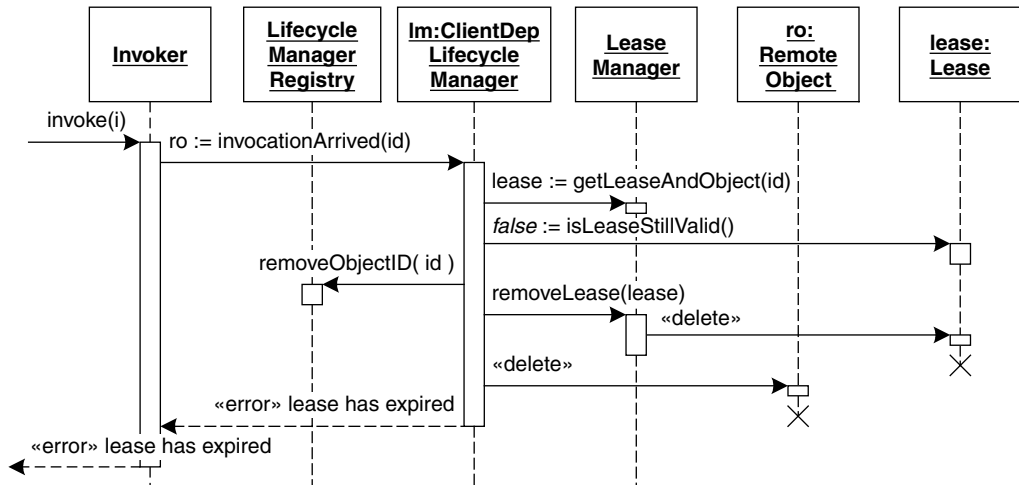 Invoker
Lifecycle
Manager
Registry
lm:ClientDep
Lifecycle
Manager
Lease
Manager
ro:
Remote
Object
lease:
Lease
invoke(i)
ro := invocationArrived(id)
lease := getLeaseAndObject(id)
false := isLeaseStillValid()
removeObjectID( id )
removeLease(lease)
«delete»
«delete»
«error» lease has expired
«error» lease has expired